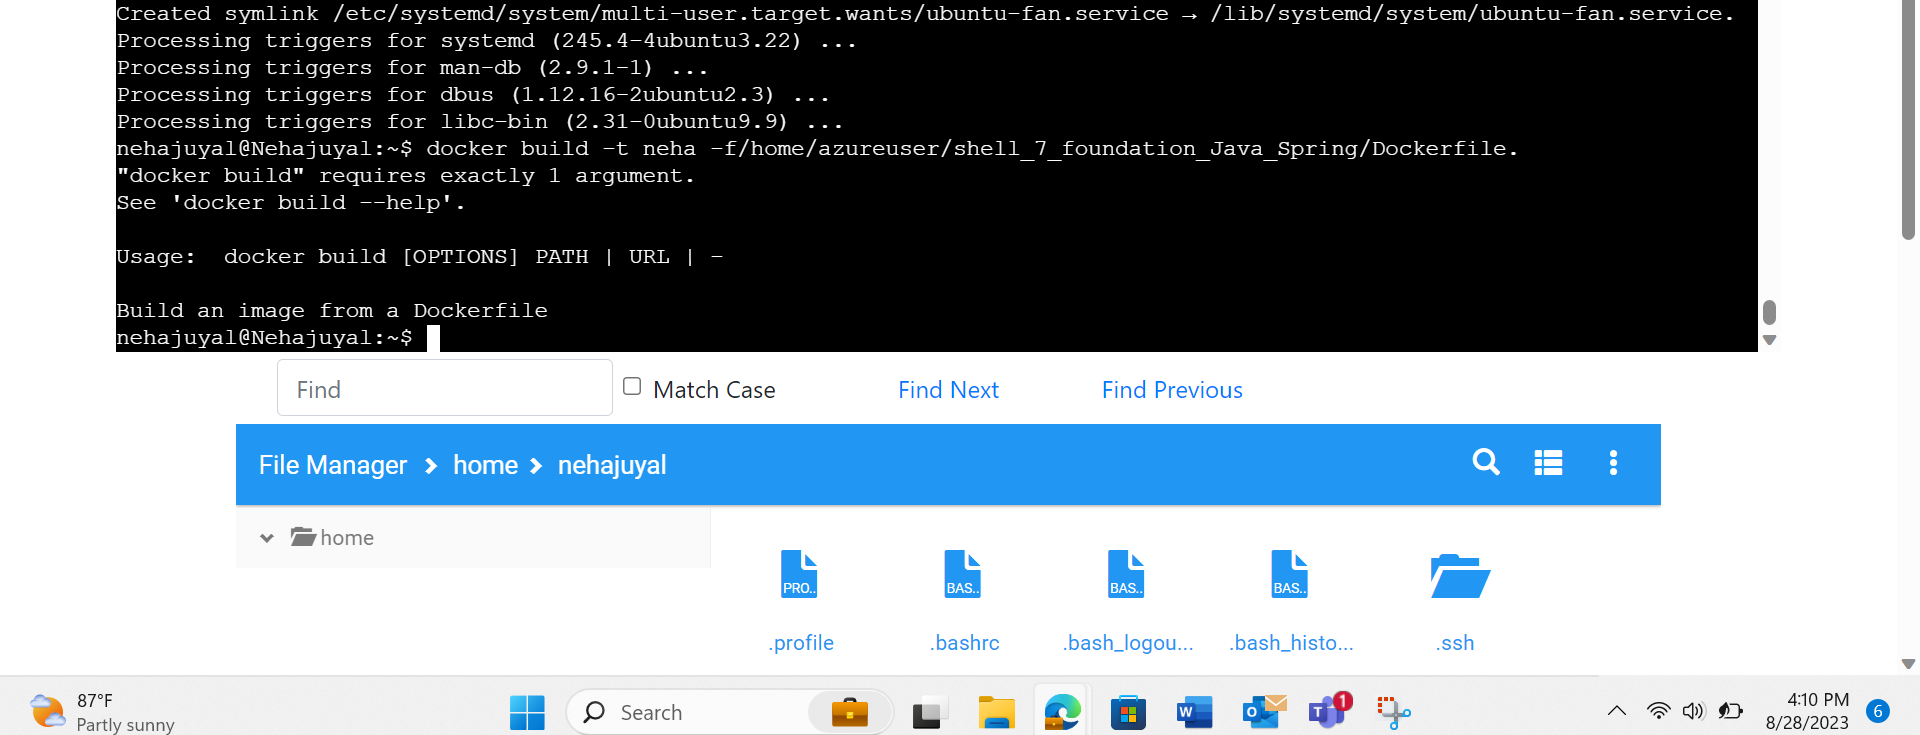 Created symlink /etc/systemd/system/multi-user.target.wants/ubuntu-fan.service → /lib/systemd/system/ubuntu-fan.service.
Processing triggers for systemd (245.4-4ubuntu3.22) ...
Processing triggers for man-db (2.9.1-1) ...
Processing triggers for dbus (1.12.16-2ubuntu2.3) ...
Processing triggers for libc-bin (2.31-0ubuntu9.9) ...
nehajuyal@Nehajuyal:~$ docker build -t neha -f/home/azureuser/shell_7_foundation_Java_Spring/Dockerfile.
"docker build" requires exactly 1 argument.
See 'docker build --help'.
Usage:  docker build [OPTIONS] PATH | URL | -
Build an image from a Dockerfile
nehajuyal@Nehajuyal:~$
Find
Match Case
Find Next
Find Previous
File Manager > home > nehajuyal
home
PRO..
BAS..
BAS..
BAS..
.profile
.bashrc
.bash_logou...
.bash_histo...
.ssh
87°F
Partly sunny
Search
W
O
T
1
4:10 PM
8/28/2023
6